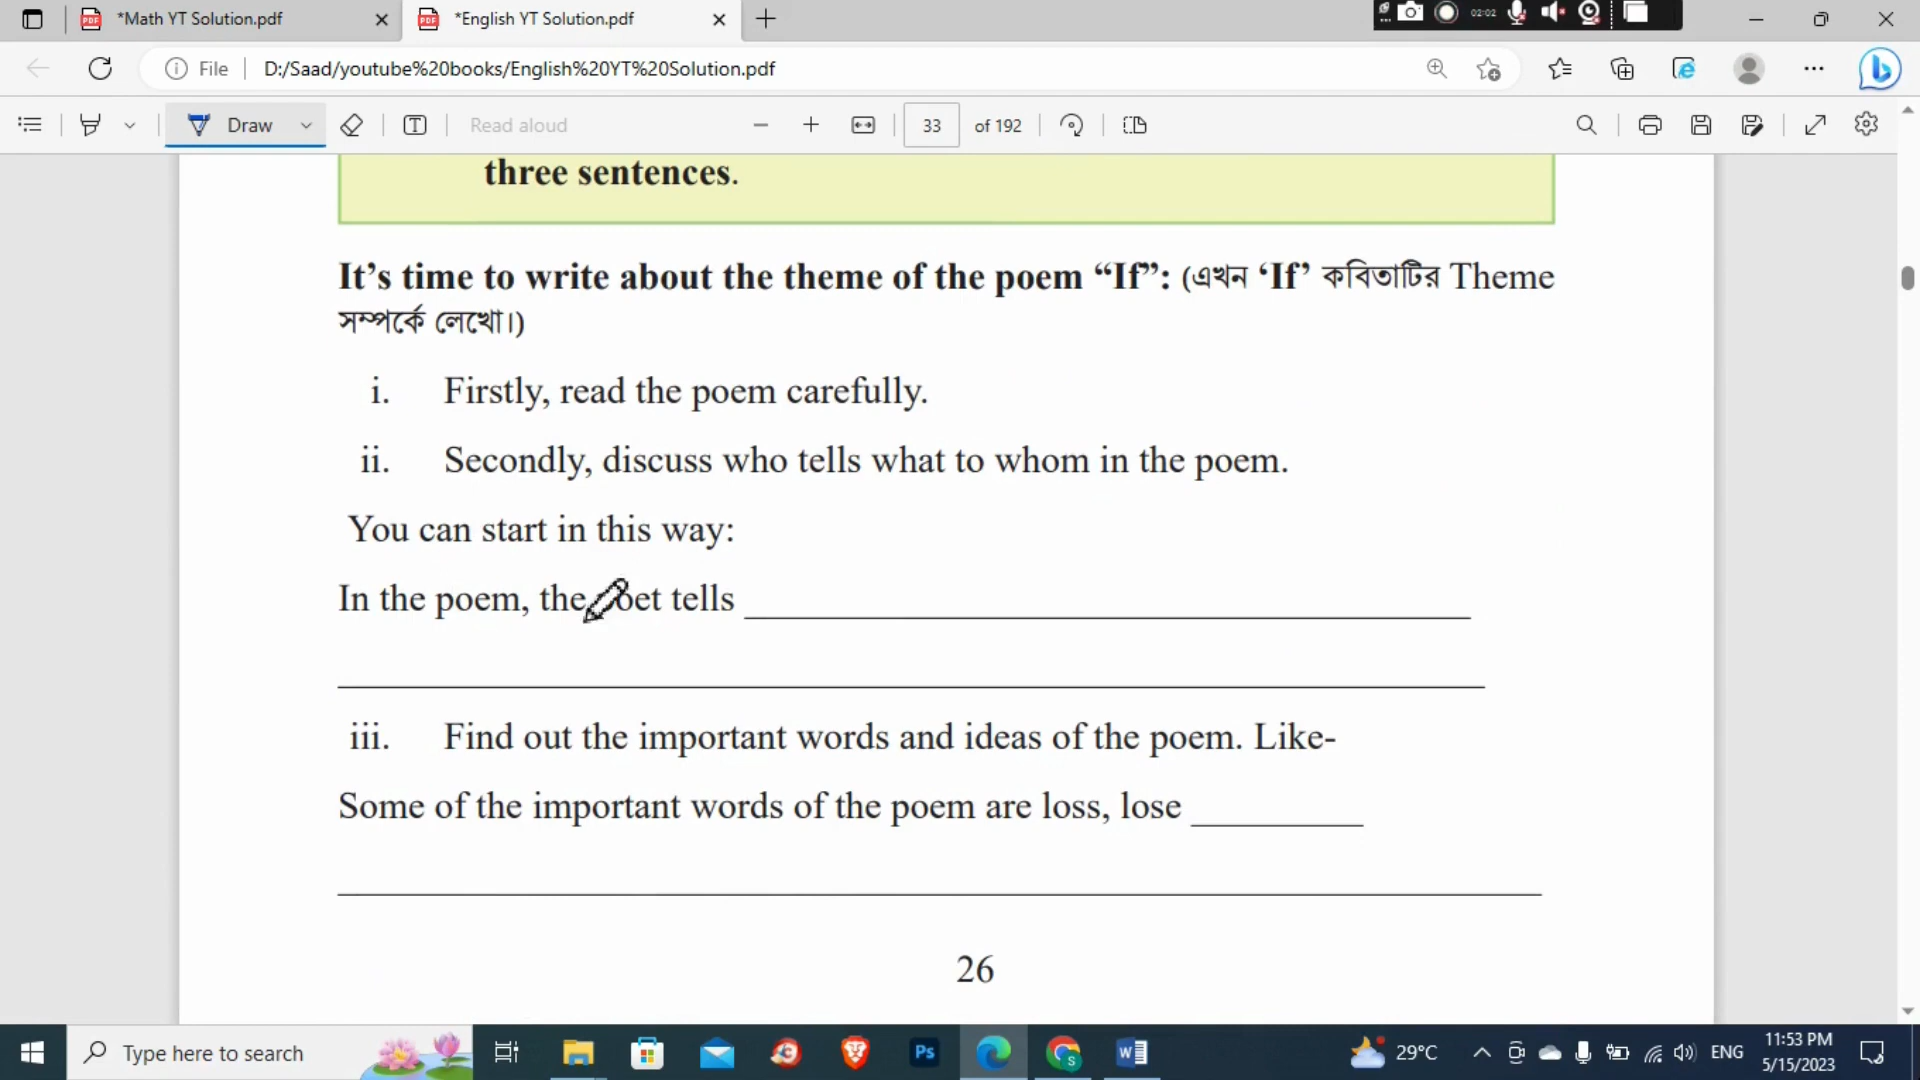 *Math YT Solution.pdf
*English YT Solution.pdf
02:02
File
D:/Saad/youtube%20books/English%20YT%20Solution.pdf
Draw
Read aloud
33
of 192
three sentences.
It’s time to write about the theme of the poem “If”: (এখন ‘If’ কবিতাটির Theme
সম্পর্কে লেখো।)
i. Firstly, read the poem carefully.
ii. Secondly, discuss who tells what to whom in the poem.
You can start in this way:
In the poem, the poet tells
iii. Find out the important words and ideas of the poem. Like-
Some of the important words of the poem are loss, lose
26
Type here to search
Ps
29°C
ENG
11:53 PM
5/15/2023